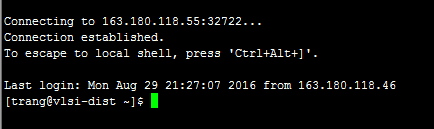 Connecting to 163.180.118.55:32722...
Connection established.
To escape to local shell, press 'Ctrl+Alt+]'.
Last login: Mon Aug 29 21:27:07 2016 from 163.180.118.46
[trang@vlsi-dist ~]$